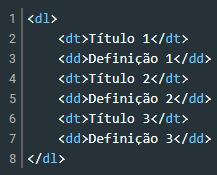 1 <dl>
2     <dt>Título 1</dt>
3     <dd>Definição 1</dd>
4     <dt>Título 2</dt>
5     <dd>Definição 2</dd>
6     <dt>Título 3</dt>
7     <dd>Definição 3</dd>
8 </dl>